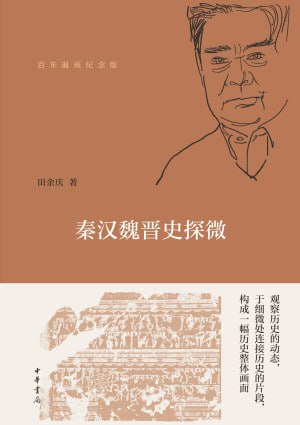 百年诞辰纪念版
田余庆 著
秦汉魏晋史探微
观察历史的动态,
于细微处连接历史的片段,
构成一幅历史整体画面
中华书局